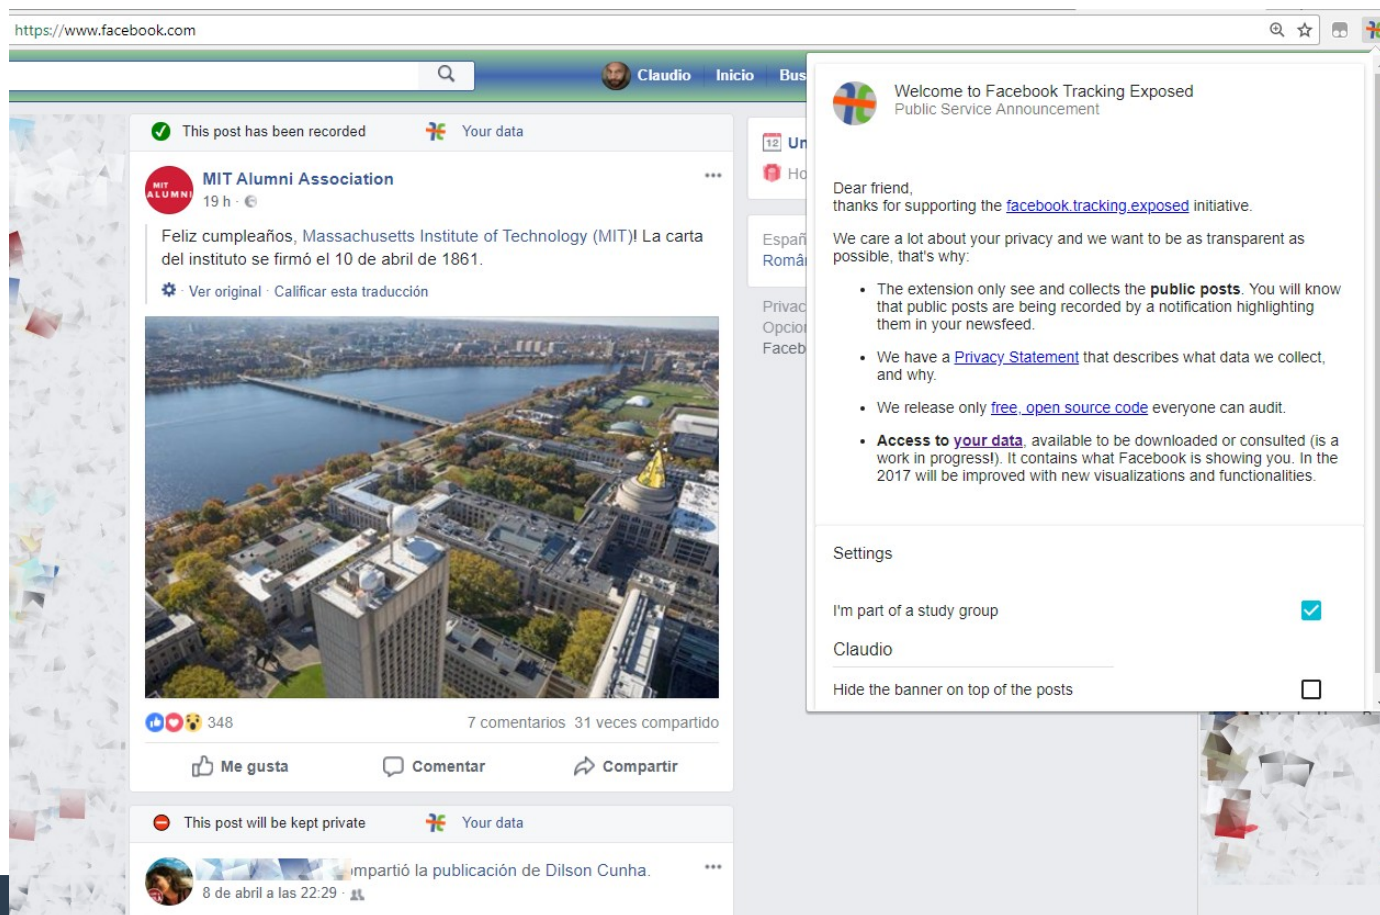 https://www.facebook.com
Claudio Inicio Bus
This post has been recorded Your data
MIT ALUMNI
MIT Alumni Association
19 h
Feliz cumpleaños, Massachusetts Institute of Technology (MIT)! La carta
del instituto se firmó el 10 de abril de 1861.
Ver original · Calificar esta traducción
348 7 comentarios 31 veces compartido
Me gusta Comentar Compartir
This post will be kept private Your data
mpartió la publicación de Dilson Cunha.
8 de abril a las 22:29
12 Un
Ho
Españ
Româ
Privac
Opcion
Faceb
Welcome to Facebook Tracking Exposed
Public Service Announcement
Dear friend,
thanks for supporting the facebook.tracking.exposed initiative.
We care a lot about your privacy and we want to be as transparent as
possible, that's why:
• The extension only see and collects the public posts. You will know
that public posts are being recorded by a notification highlighting
them in your newsfeed.
• We have a Privacy Statement that describes what data we collect,
and why.
• We release only free, open source code everyone can audit.
• Access to your data, available to be downloaded or consulted (is a
work in progress!). It contains what Facebook is showing you. In the
2017 will be improved with new visualizations and functionalities.
Settings
I'm part of a study group
Claudio
Hide the banner on top of the posts